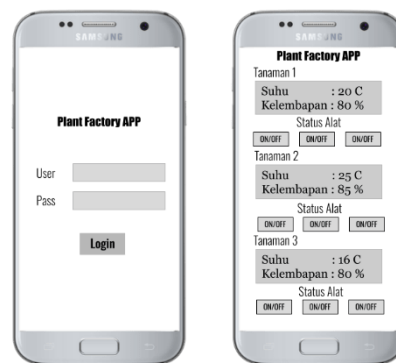 SAMSUNG
Plant Factory APP
User
Pass
Login
SAMSUNG
Plant Factory APP
Tanaman 1
Suhu : 20 C
Kelembapan : 80 %
Status Alat
ON/OFF ON/OFF ON/OFF
Tanaman 2
Suhu : 25 C
Kelembapan : 85 %
Status Alat
ON/OFF ON/OFF ON/OFF
Tanaman 3
Suhu : 16 C
Kelembapan : 80 %
Status Alat
ON/OFF ON/OFF ON/OFF